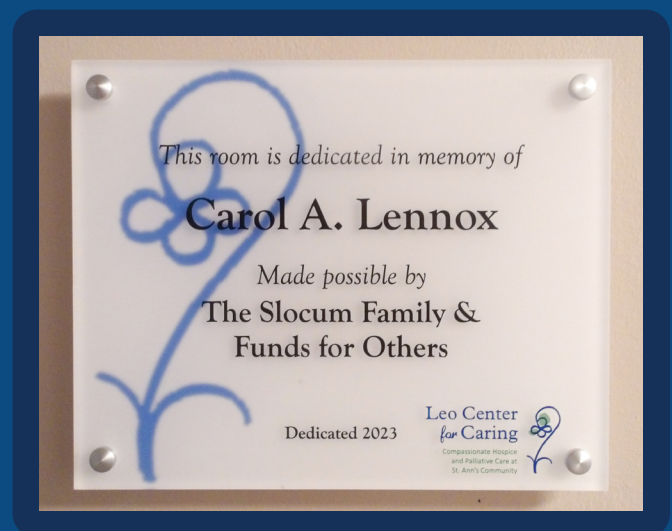 This room is dedicated in memory of
Carol A. Lennox
Made possible by
The Slocum Family &
Funds for Others
Dedicated 2023
Leo Center
for Caring
Compassionate Hospice
and Palliative Care at
St. Ann's Community